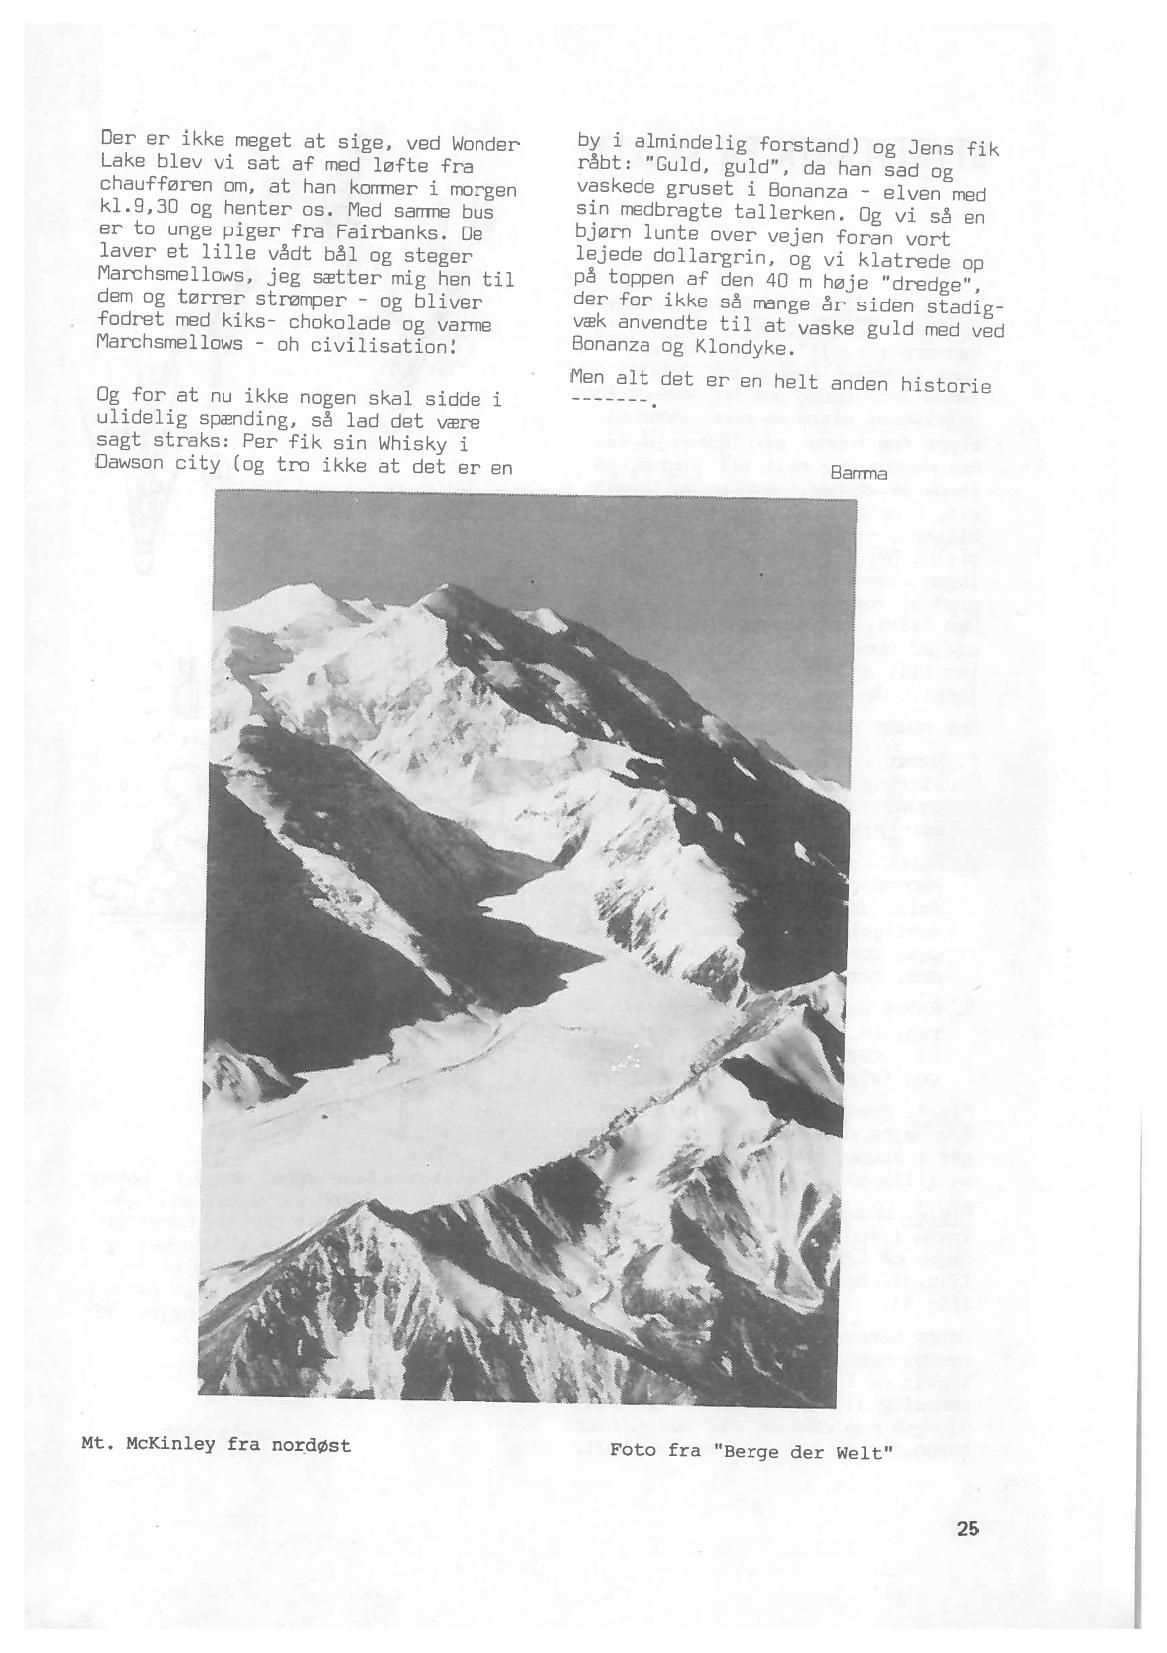 Der er ikke meget at sige, ved Wonder
Lake blev vi sat af med løfte fra
chaufføren om, at han kommer i morgen
kl.9,30 og henter os. Med samme bus
er to unge piger fra Fairbanks. De
laver et lille vådt bål og steger
Marchsmellows, jeg sætter mig hen til
dem og tørrer strømper - og bliver
fodret med kiks- chokolade og varme
Marchsmellows - oh civilisation!
Og for at nu ikke nogen skal sidde i
ulidelig spænding, så lad det være
sagt straks: Per fik sin Whisky i
Dawson city (og tro ikke at det er en
by i almindelig forstand) og Jens fik
råbt: "Guld, guld", da han sad og
vaskede gruset i Bonanza - elven med
sin medbragte tallerken. Og vi så en
bjørn lunte over vejen foran vort
lejede dollargrin, og vi klatrede op
på toppen af den 40 m høje "dredge",
der for ikke så mange år siden stadig-
væk anvendte til at vaske guld med ved
Bonanza og Klondyke.
Men alt det er en helt anden historie
-------.
Bamma
Mt. McKinley fra nordøst
Foto fra "Berge der Welt"
25